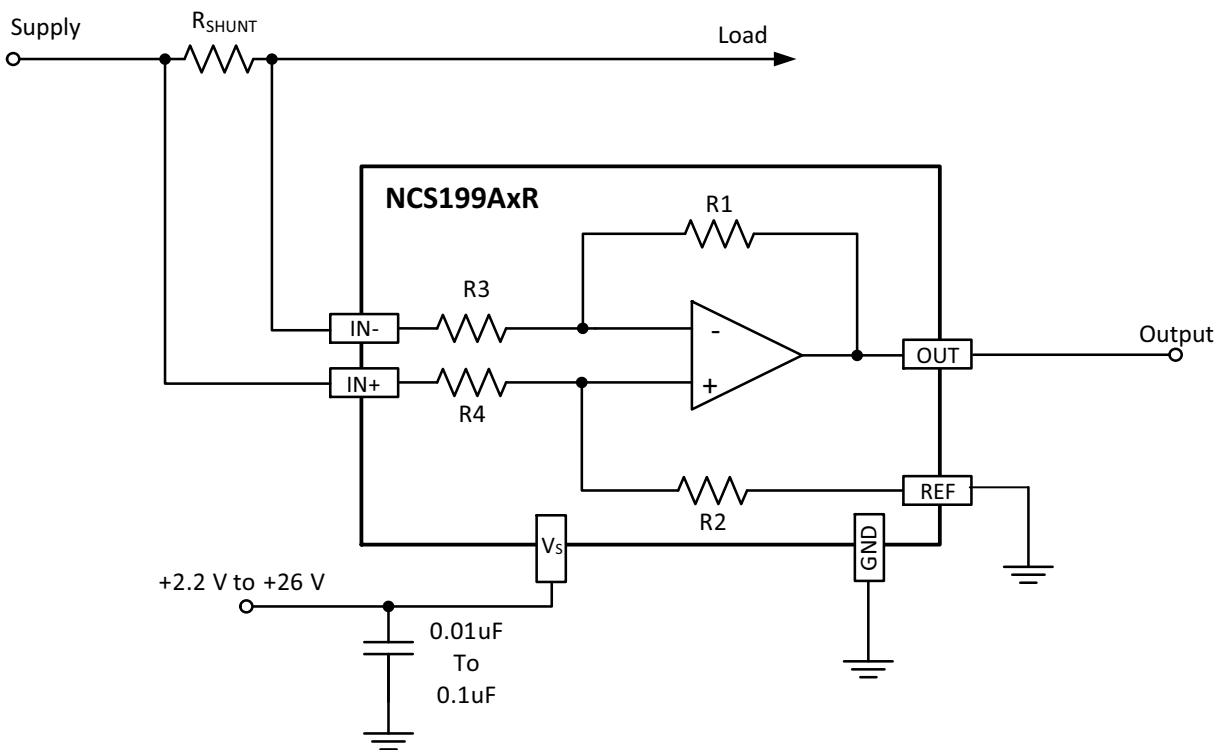 Supply
RSHUNT
Load
NCS199AxR
R1
R3
IN-
-
OUT
Output
IN+
+
R4
REF
R2
VS
GND
+2.2 V to +26 V
0.01uF
To
0.1uF